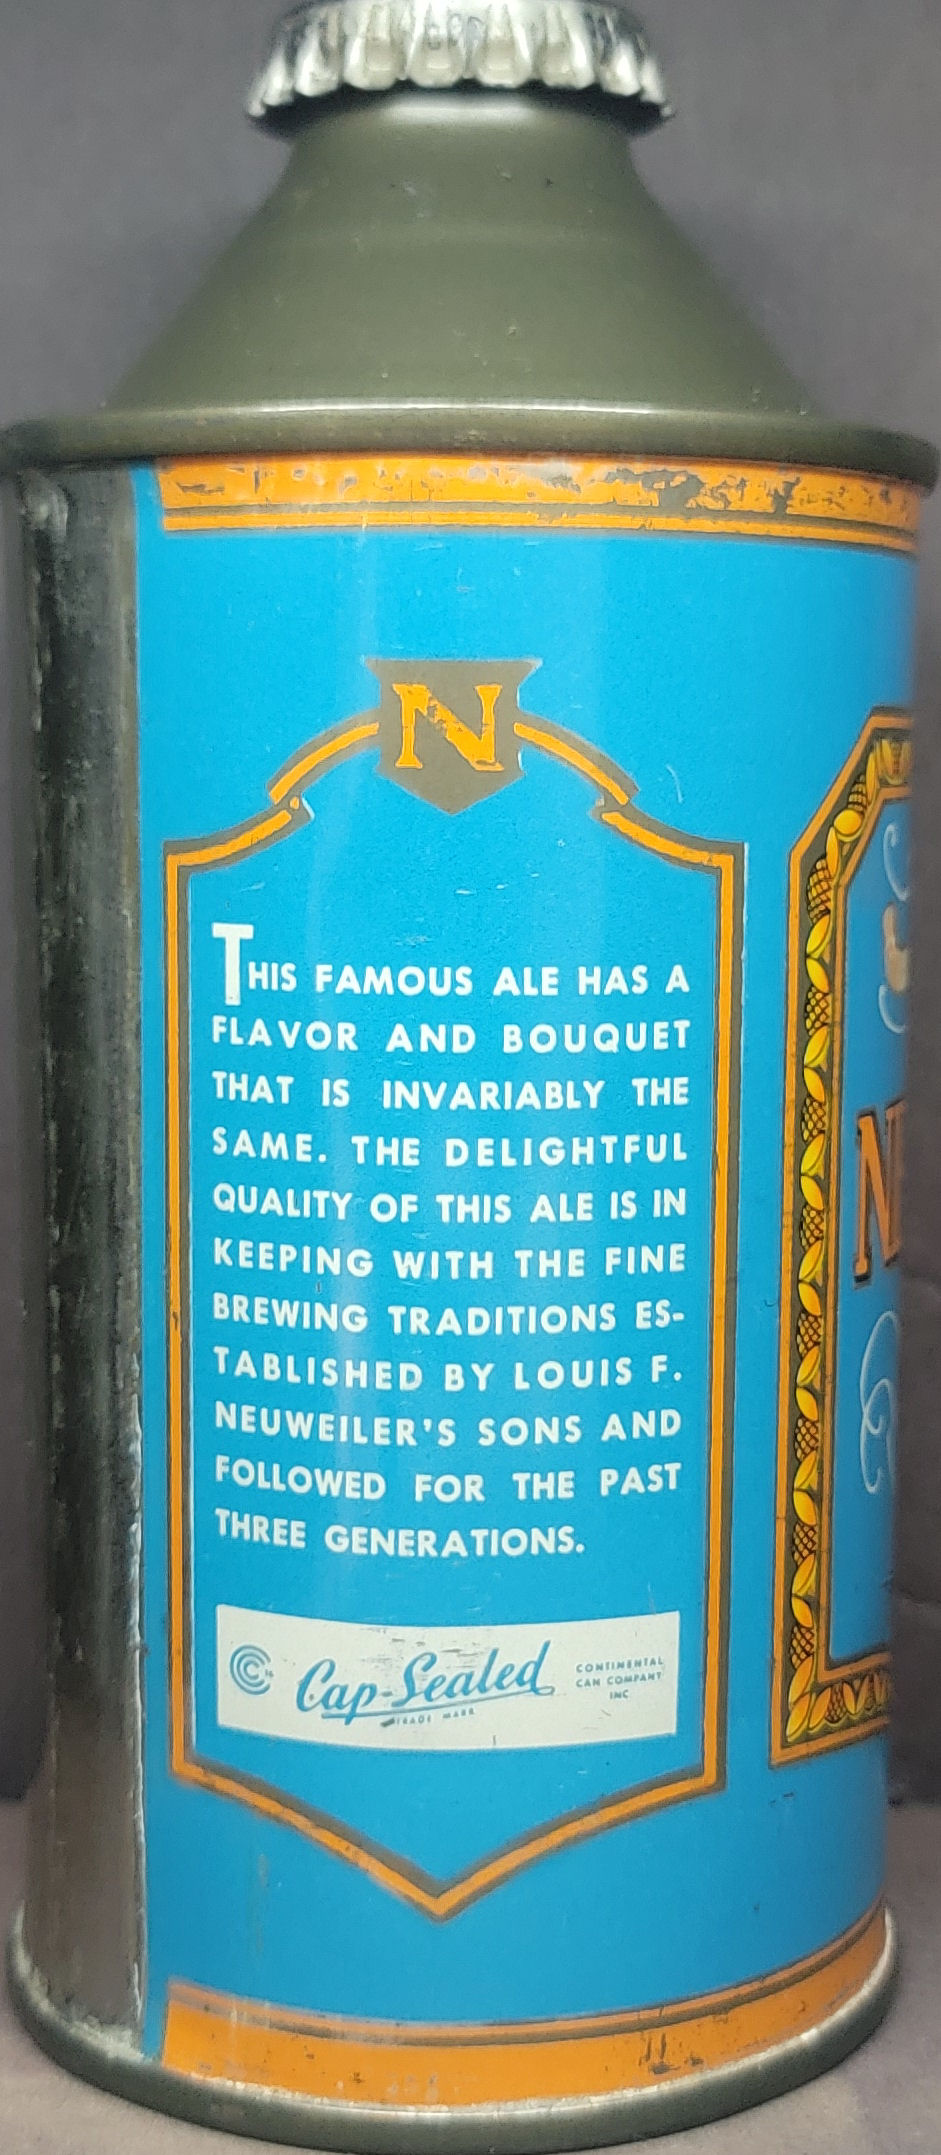 N
THIS FAMOUS ALE HAS A
FLAVOR AND BOUQUET
THAT IS INVARIABLY THE
SAME. THE DELIGHTFUL
QUALITY OF THIS ALE IS IN
KEEPING WITH THE FINE
BREWING TRADITIONS ES-
TABLISHED BY LOUIS F.
NEUWEILER'S SONS AND
FOLLOWED FOR THE PAST
THREE GENERATIONS.
Cap-Sealed
TRADE MARK
CONTINENTAL
CAN COMPANY
INC